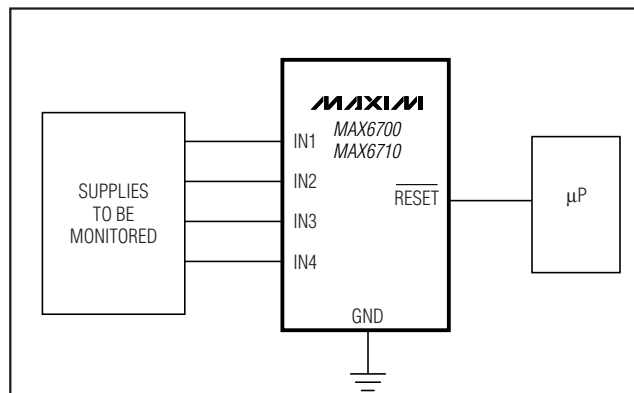 SUPPLIES
TO BE
MONITORED
MAXIM
MAX6700
MAX6710
IN1
IN2
IN3
IN4
RESET
GND
µP